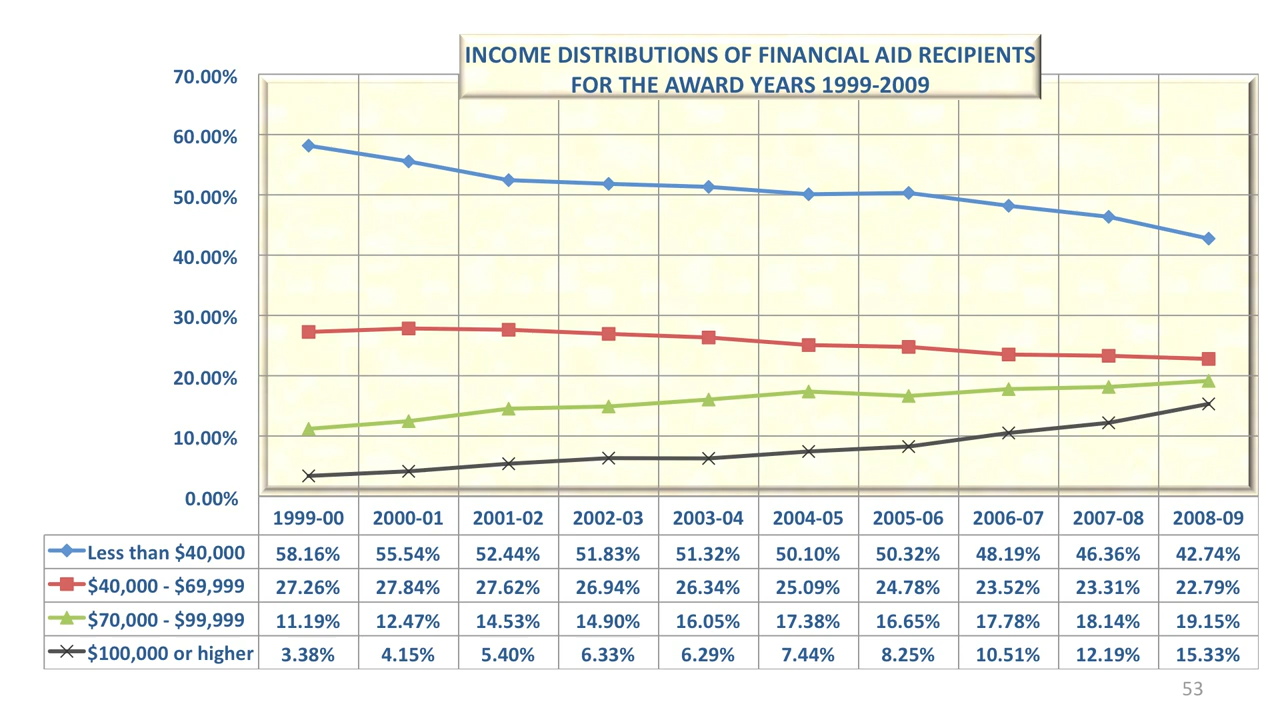 INCOME DISTRIBUTIONS OF FINANCIAL AID RECIPIENTS
FOR THE AWARD YEARS 1999-2009
70.00%
60.00%
50.00%
40.00%
30.00%
20.00%
10.00%
0.00%
1999-00 2000-01 2001-02 2002-03 2003-04 2004-05 2005-06 2006-07 2007-08 2008-09
Less than $40,000 58.16% 55.54% 52.44% 51.83% 51.32% 50.10% 50.32% 48.19% 46.36% 42.74%
$40,000 - $69,999 27.26% 27.84% 27.62% 26.94% 26.34% 25.09% 24.78% 23.52% 23.31% 22.79%
$70,000 - $99,999 11.19% 12.47% 14.53% 14.90% 16.05% 17.38% 16.65% 17.78% 18.14% 19.15%
$100,000 or higher 3.38% 4.15% 5.40% 6.33% 6.29% 7.44% 8.25% 10.51% 12.19% 15.33%
53